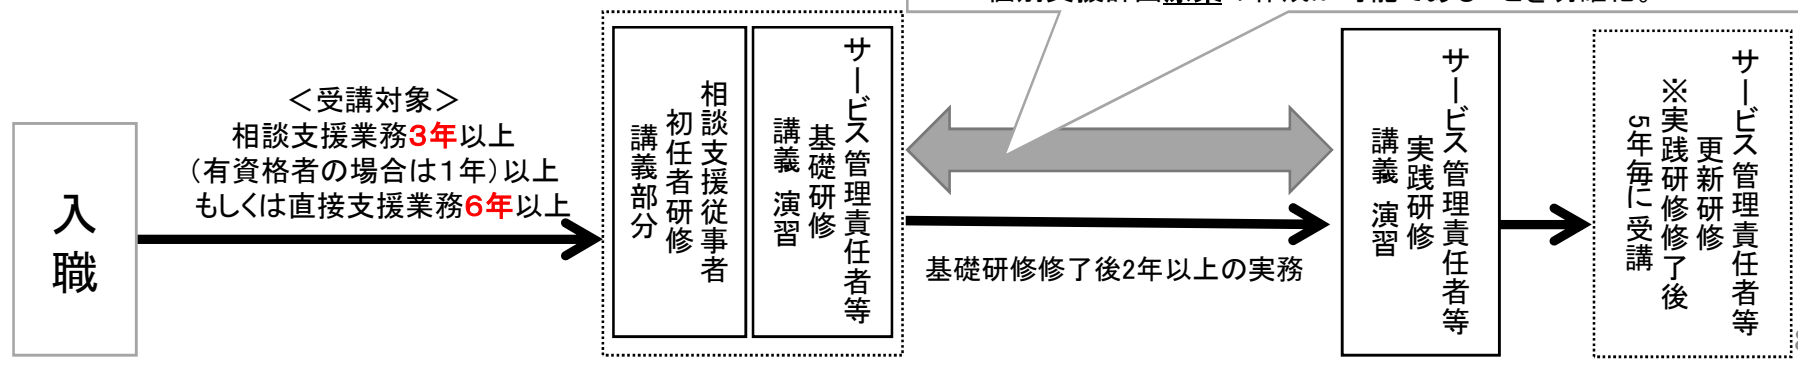 入
職
＜受講対象＞
相談支援業務３年以上
（有資格者の場合は１年）以上
もしくは直接支援業務６年以上
相談支援従事者
初任者研修
講義部分
サービス管理責任者等
基礎研修
講義 演習
基礎研修修了後2年以上の実務
サービス管理責任者等
実践研修
講義 演習
サービス管理責任者等
更新研修
※実践研修修了後
５年毎に受講